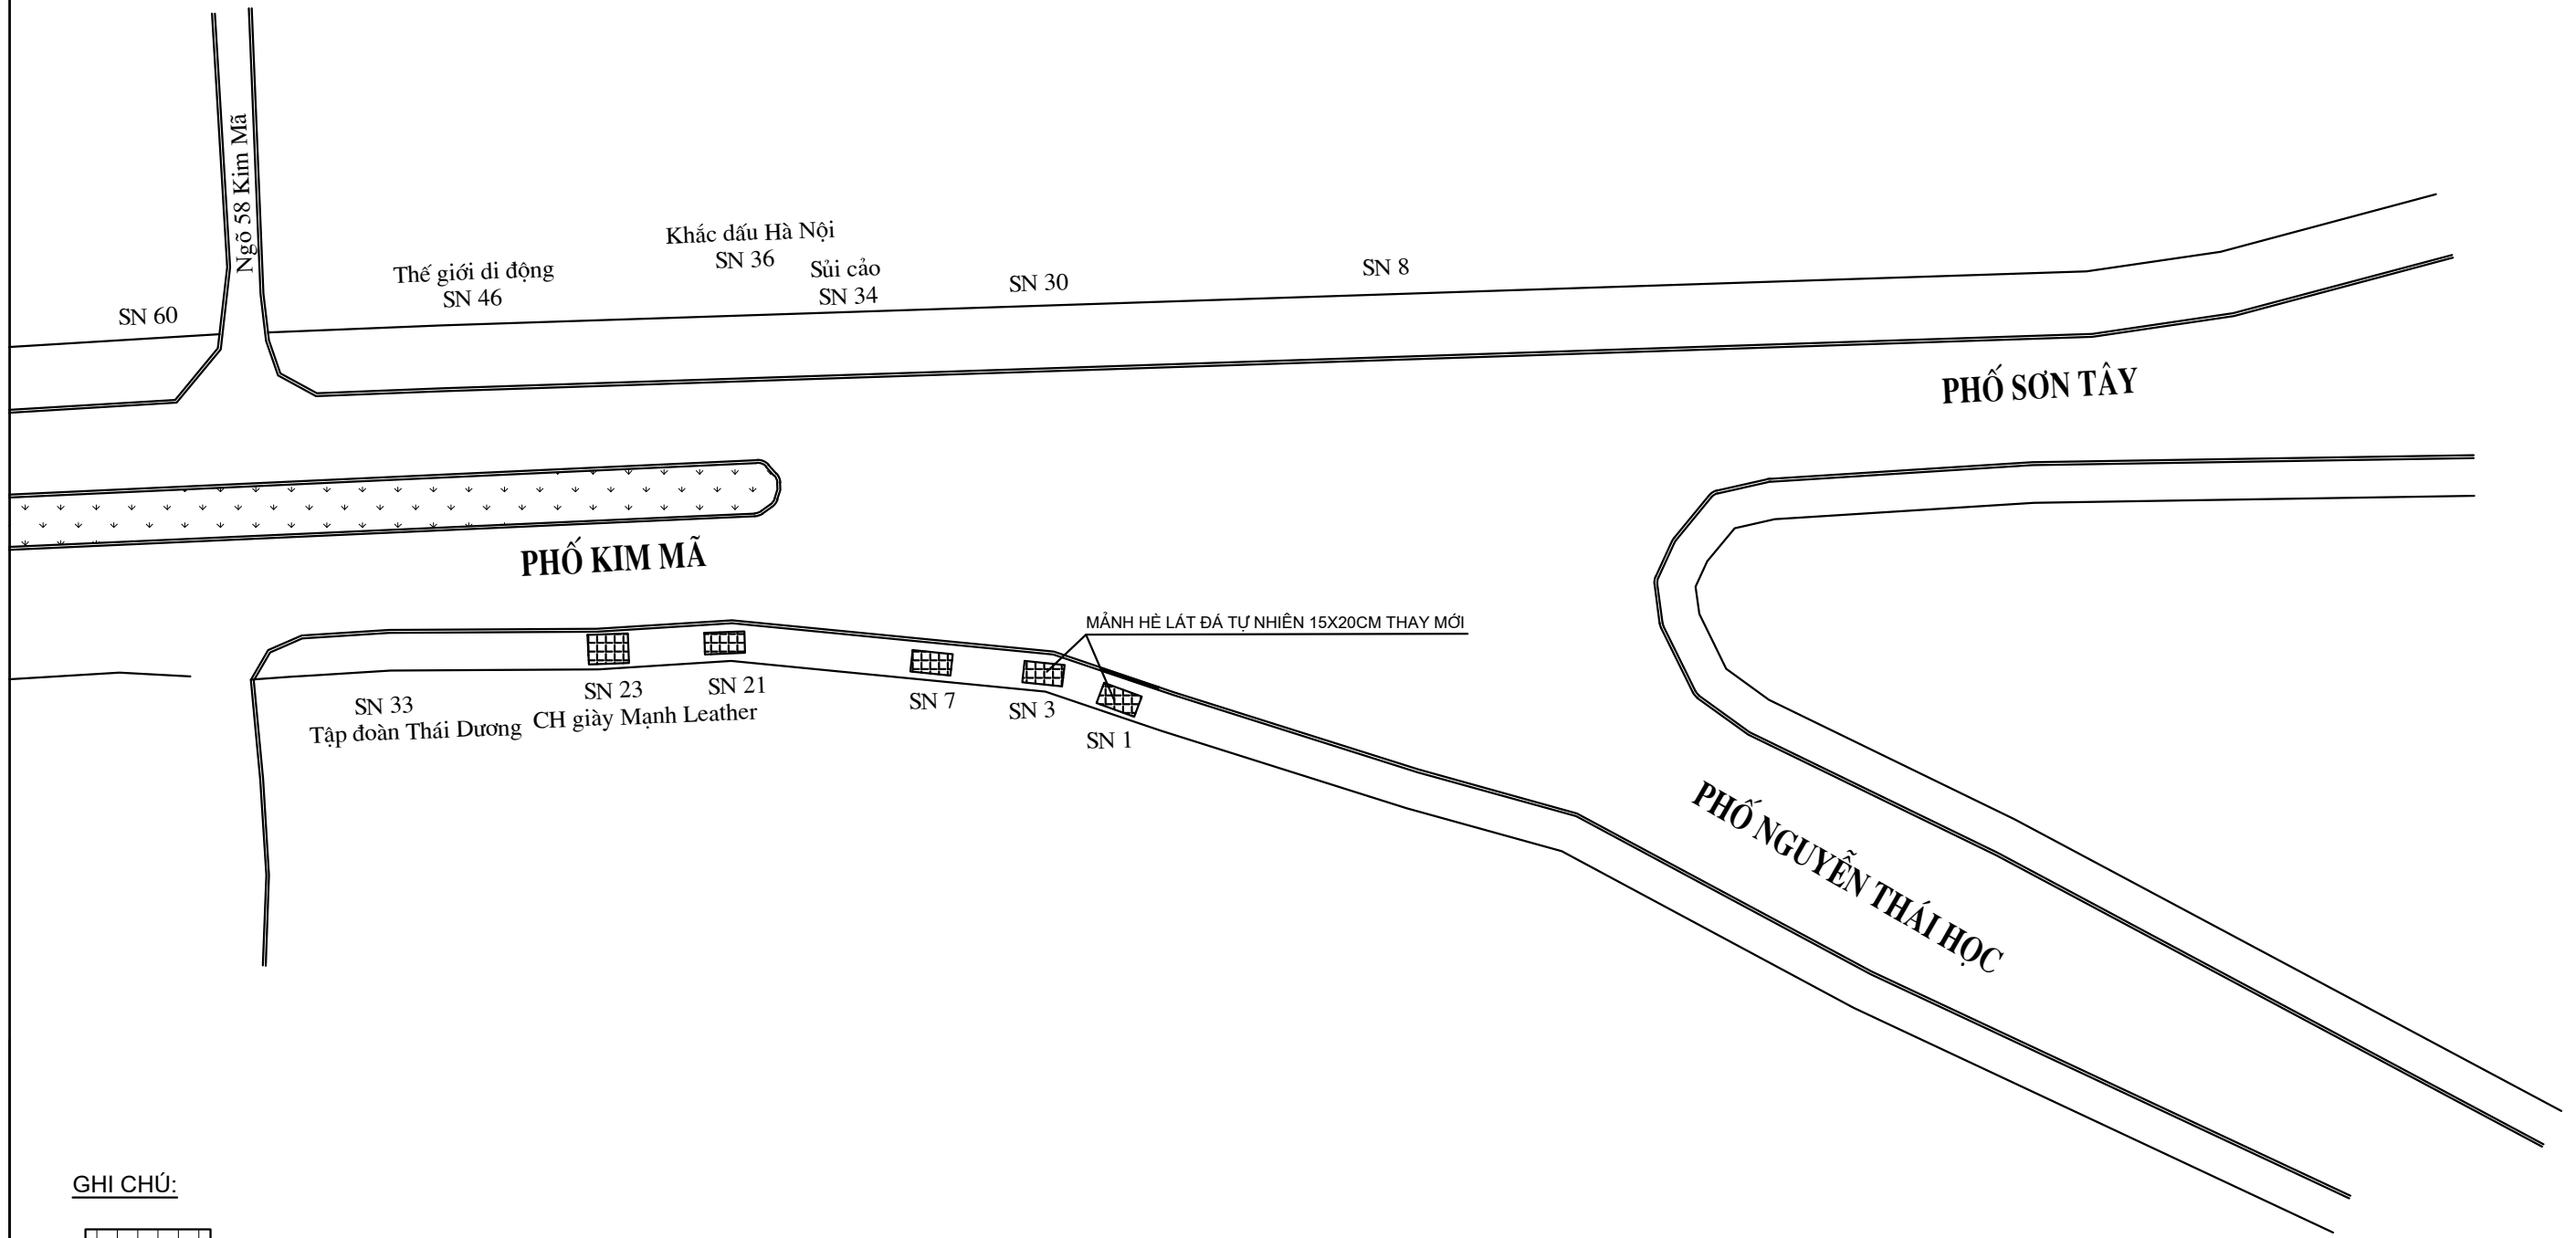 Ngõ 58 Kim Mã
Khắc dấu Hà Nội
SN 36
Thế giới di động
SN 46
Sủi cảo
SN 34
SN 30
SN 8
SN 60
PHỐ SƠN TÂY
PHỐ KIM MÃ
MẢNH HÈ LÁT ĐÁ TỰ NHIÊN 15X20CM THAY MỚI
SN 33
Tập đoàn Thái Dương
SN 23
CH giày Mạnh Leather
SN 21
SN 7
SN 3
SN 1
PHỐ NGUYỄN THÁI HỌC
GHI CHÚ: